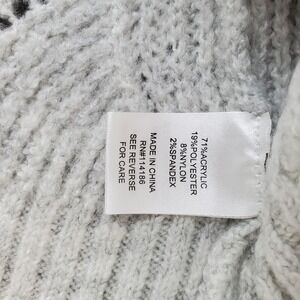 71%ACRYLIC
19%POLYESTER
8%NYLON
2%SPANDEX
MADE IN CHINA
RN#114186
SEE REVERSE
FOR CARE